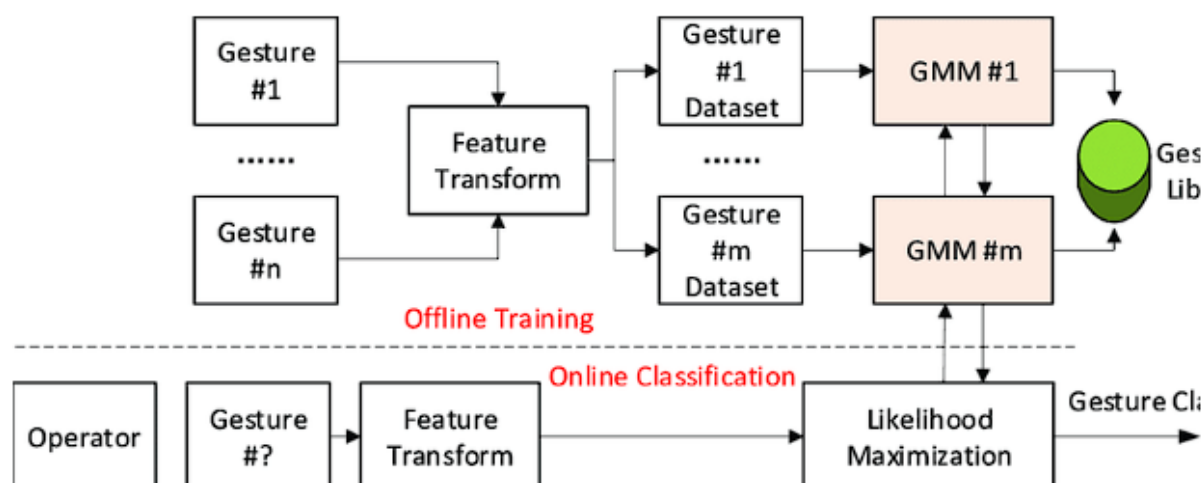 Gesture
#1
......
Gesture
#n
Feature
Transform
Gesture
#1
Dataset
......
Gesture
#m
Dataset
GMM #1
GMM #m
Offline Training
Online Classification
Operator
Gesture
#?
Feature
Transform
Likelihood
Maximization
Gesture